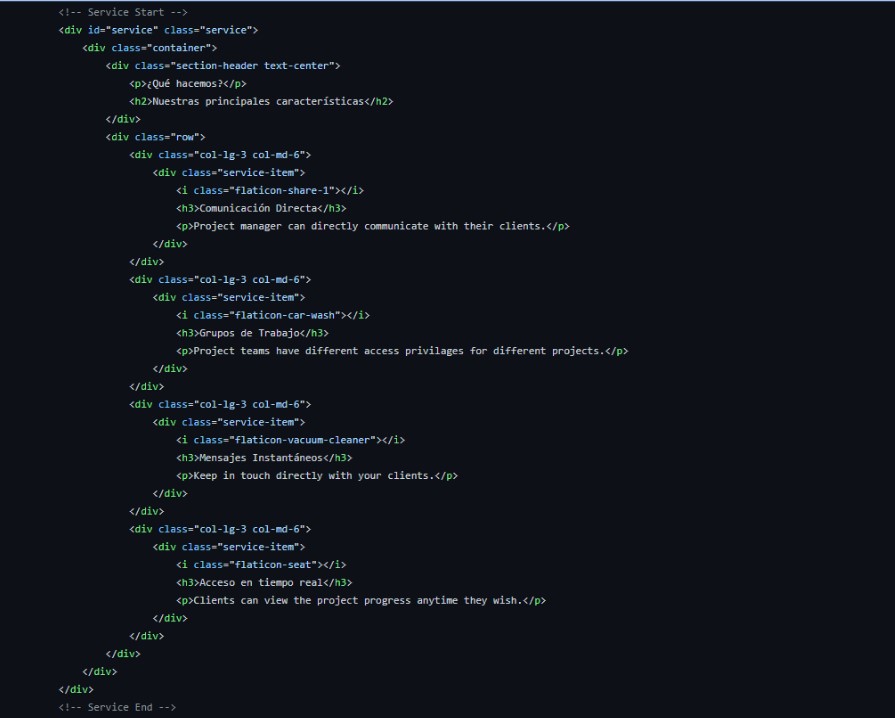 <!-- Service Start -->
<div id="service" class="service">
<div class="container">
<div class="section-header text-center">
<p>¿Qué hacemos?</p>
<h2>Nuestras principales características</h2>
</div>
<div class="row">
<div class="col-lg-3 col-md-6">
<div class="service-item">
<i class="flaticon-share-1"></i>
<h3>Comunicación Directa</h3>
<p>Project manager can directly communicate with their clients.</p>
</div>
</div>
<div class="col-lg-3 col-md-6">
<div class="service-item">
<i class="flaticon-car-wash"></i>
<h3>Grupos de Trabajo</h3>
<p>Project teams have different access privilages for different projects.</p>
</div>
</div>
<div class="col-lg-3 col-md-6">
<div class="service-item">
<i class="flaticon-vacuum-cleaner"></i>
<h3>Mensajes Instantáneos</h3>
<p>Keep in touch directly with your clients.</p>
</div>
</div>
<div class="col-lg-3 col-md-6">
<div class="service-item">
<i class="flaticon-seat"></i>
<h3>Acceso en tiempo real</h3>
<p>Clients can view the project progress anytime they wish.</p>
</div>
</div>
</div>
</div>
</div>
<!-- Service End -->